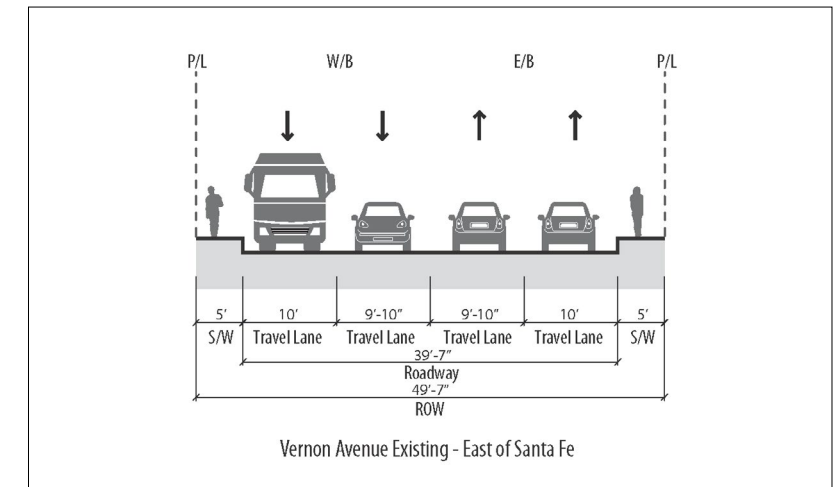 P/L W/B E/B P/L
5' 10' 9'-10" 9'-10" 10' 5'
S/W Travel Lane Travel Lane Travel Lane Travel Lane S/W
39'-7"
Roadway
49'-7"
ROW
Vernon Avenue Existing - East of Santa Fe